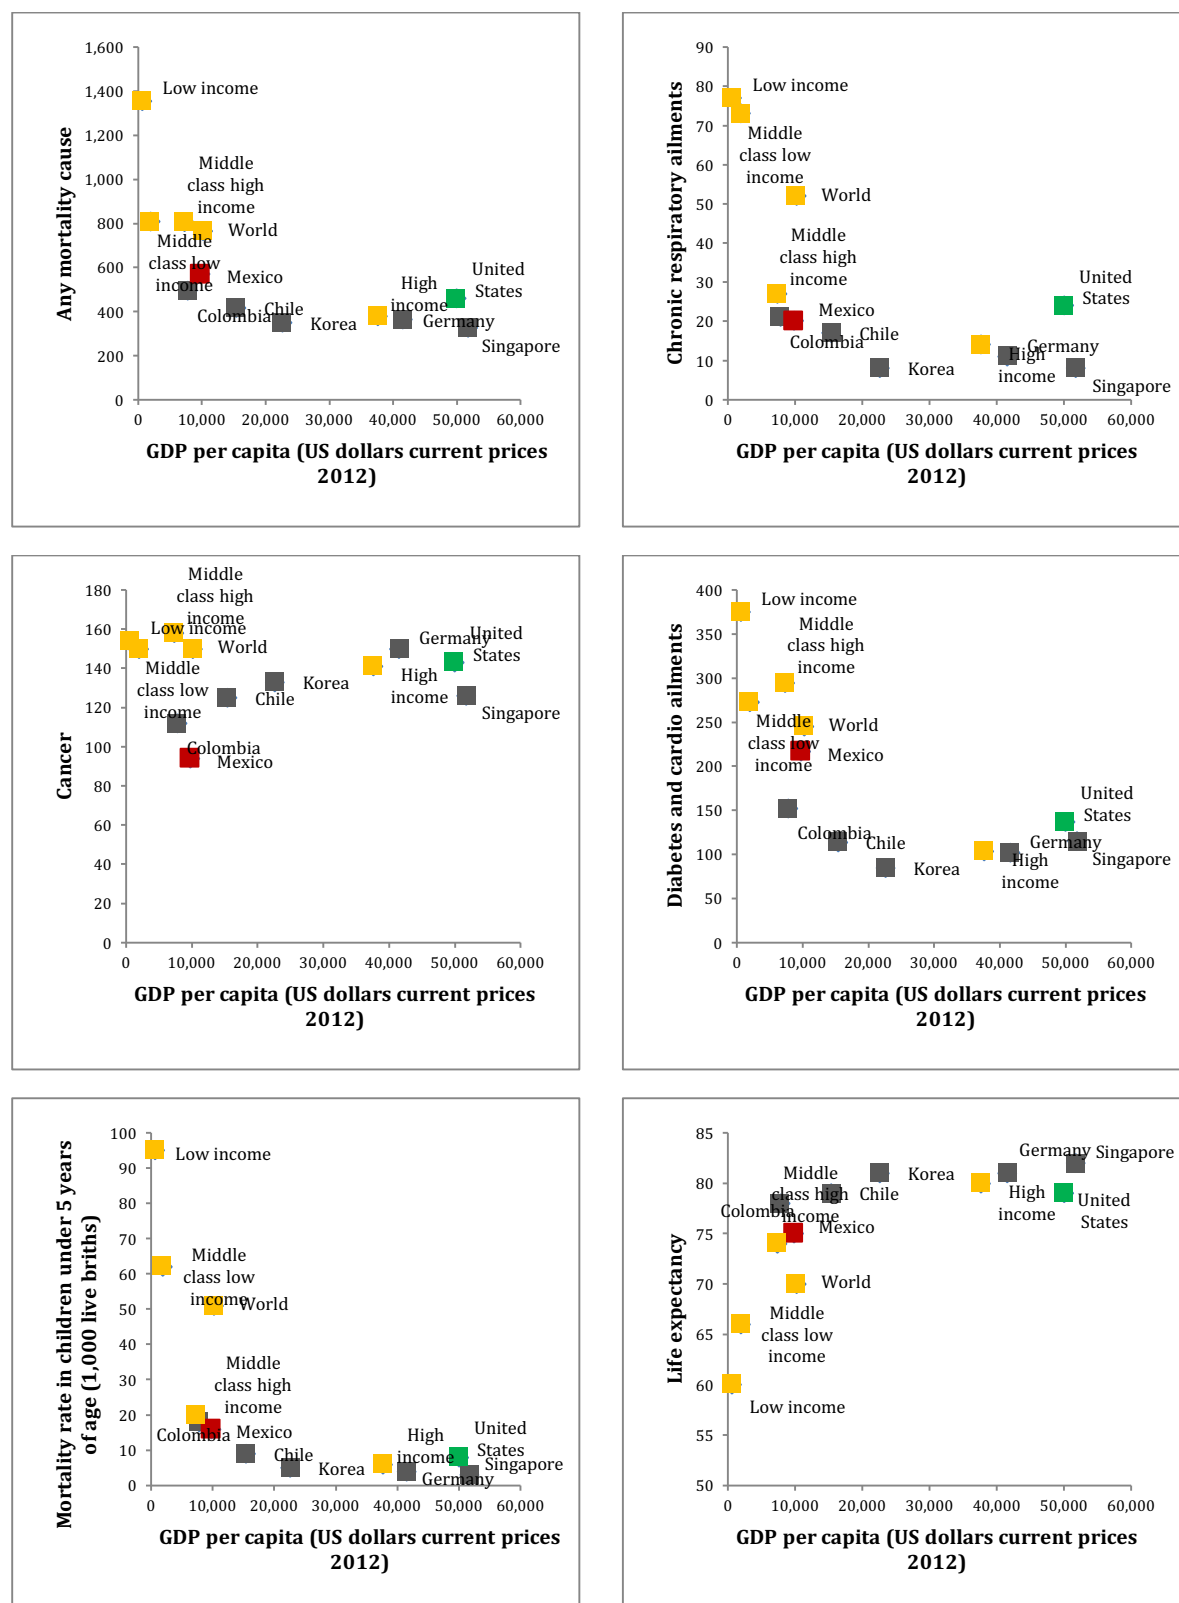 Any mortality cause
1,600
1,400
1,200
1,000
800
600
400
200
0
Low income
Middle
class high
income
World
Middle
class low
income
Mexico
Colombia
Chile
Korea
High
income
Germany
United
States
Singapore
0 10,000 20,000 30,000 40,000 50,000 60,000
GDP per capita (US dollars current prices
2012)
Chronic respiratory ailments
90
80
70
60
50
40
30
20
10
0
Low income
Middle
class low
income
World
Middle
class high
income
Mexico
Colombia
Chile
Korea
United
States
Germany
High
income
Singapore
0 10,000 20,000 30,000 40,000 50,000 60,000
GDP per capita (US dollars current prices
2012)
Cancer
180
160
140
120
100
80
60
40
20
0
Middle
class high
income
Low income
World
Middle
class low
income
Colombia
Mexico
Chile
Korea
Germany
United
States
High
income
Singapore
0 10,000 20,000 30,000 40,000 50,000 60,000
GDP per capita (US dollars current prices
2012)
Diabetes and cardio ailments
400
350
300
250
200
150
100
50
0
Low income
Middle
class high
income
World
Middle
class low
income
Mexico
Colombia
Chile
Korea
United
States
Germany
High
income
Singapore
0 10,000 20,000 30,000 40,000 50,000 60,000
GDP per capita (US dollars current prices
2012)
Mortality rate in children under 5 years
of age (1,000 live briths)
100
90
80
70
60
50
40
30
20
10
0
Low income
Middle
class low
income
World
Middle
class high
income
Colombia
Mexico
Chile
Korea
High
income
Germany
United
States
Singapore
0 10,000 20,000 30,000 40,000 50,000 60,000
GDP per capita (US dollars current prices
2012)
Life expectancy
85
80
75
70
65
60
55
50
Germany
Singapore
Middle
class high
income
Chile
Korea
Colombia
Mexico
High
income
United
States
World
Middle
class low
income
Low income
0 10,000 20,000 30,000 40,000 50,000 60,000
GDP per capita (US dollars current prices
2012)